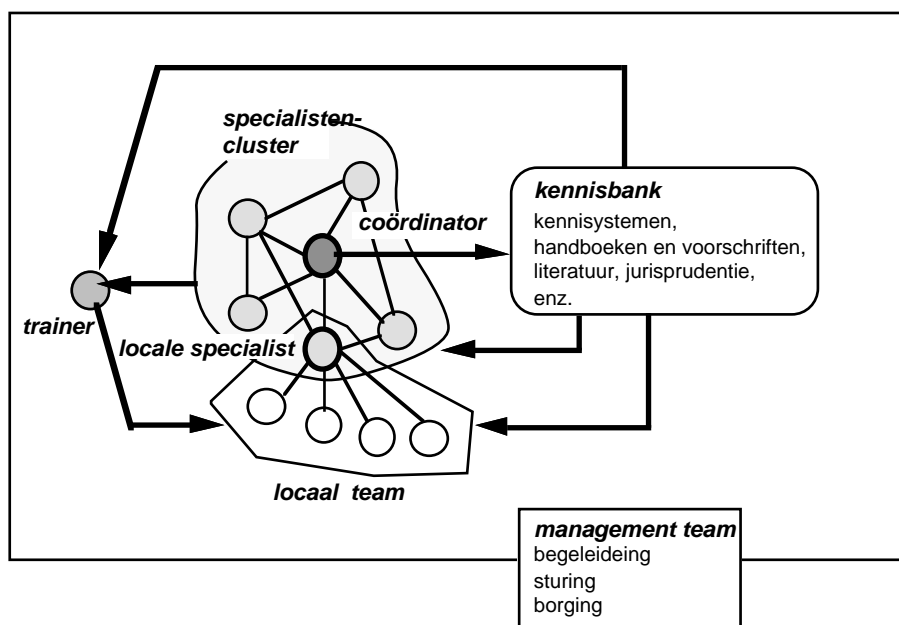 specialisten-
cluster
coördinator
kennisbank
kennisystemen,
handboeken en voorschriften,
literatuur, jurisprudentie,
enz.
trainer
locale specialist
locaal team
management team
begeleideing
sturing
borging